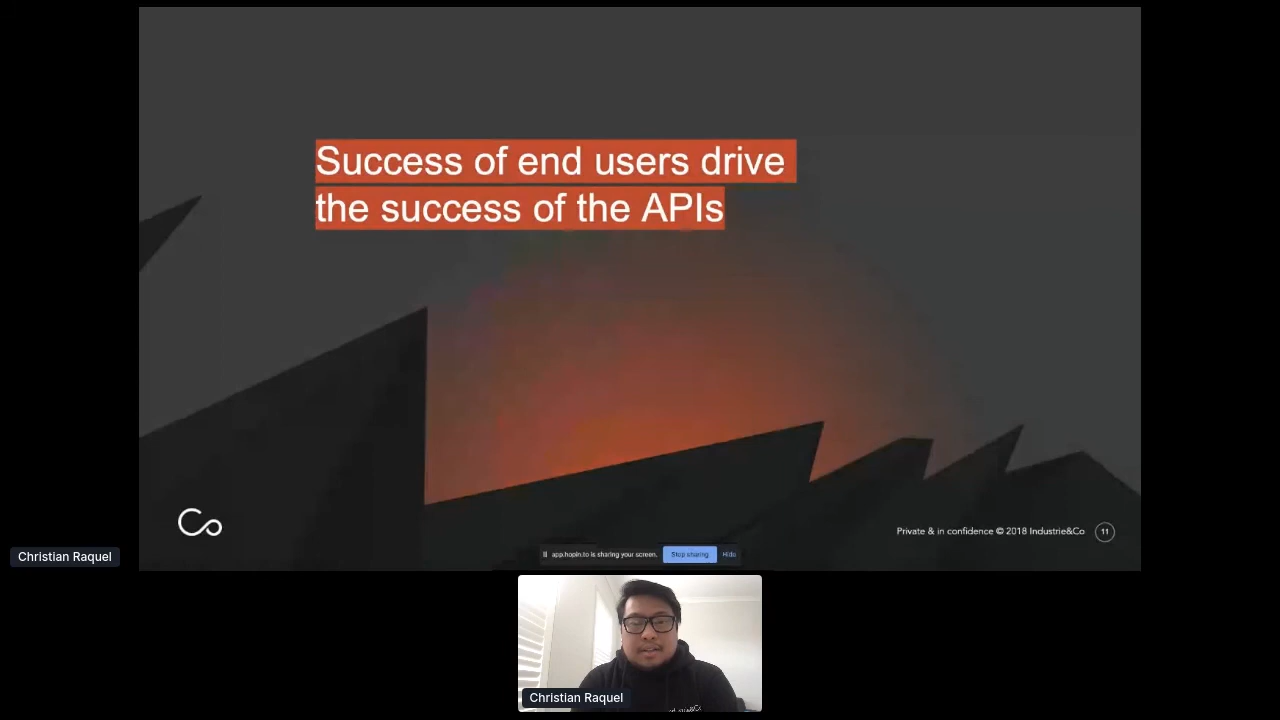 Success of end users drive
the success of the APIs
Co
Private & in confidence © 2018 Industrie&Co
11
Christian Raquel
app.hopin.to is sharing your screen.
Stop sharing
Hide
Christian Raquel